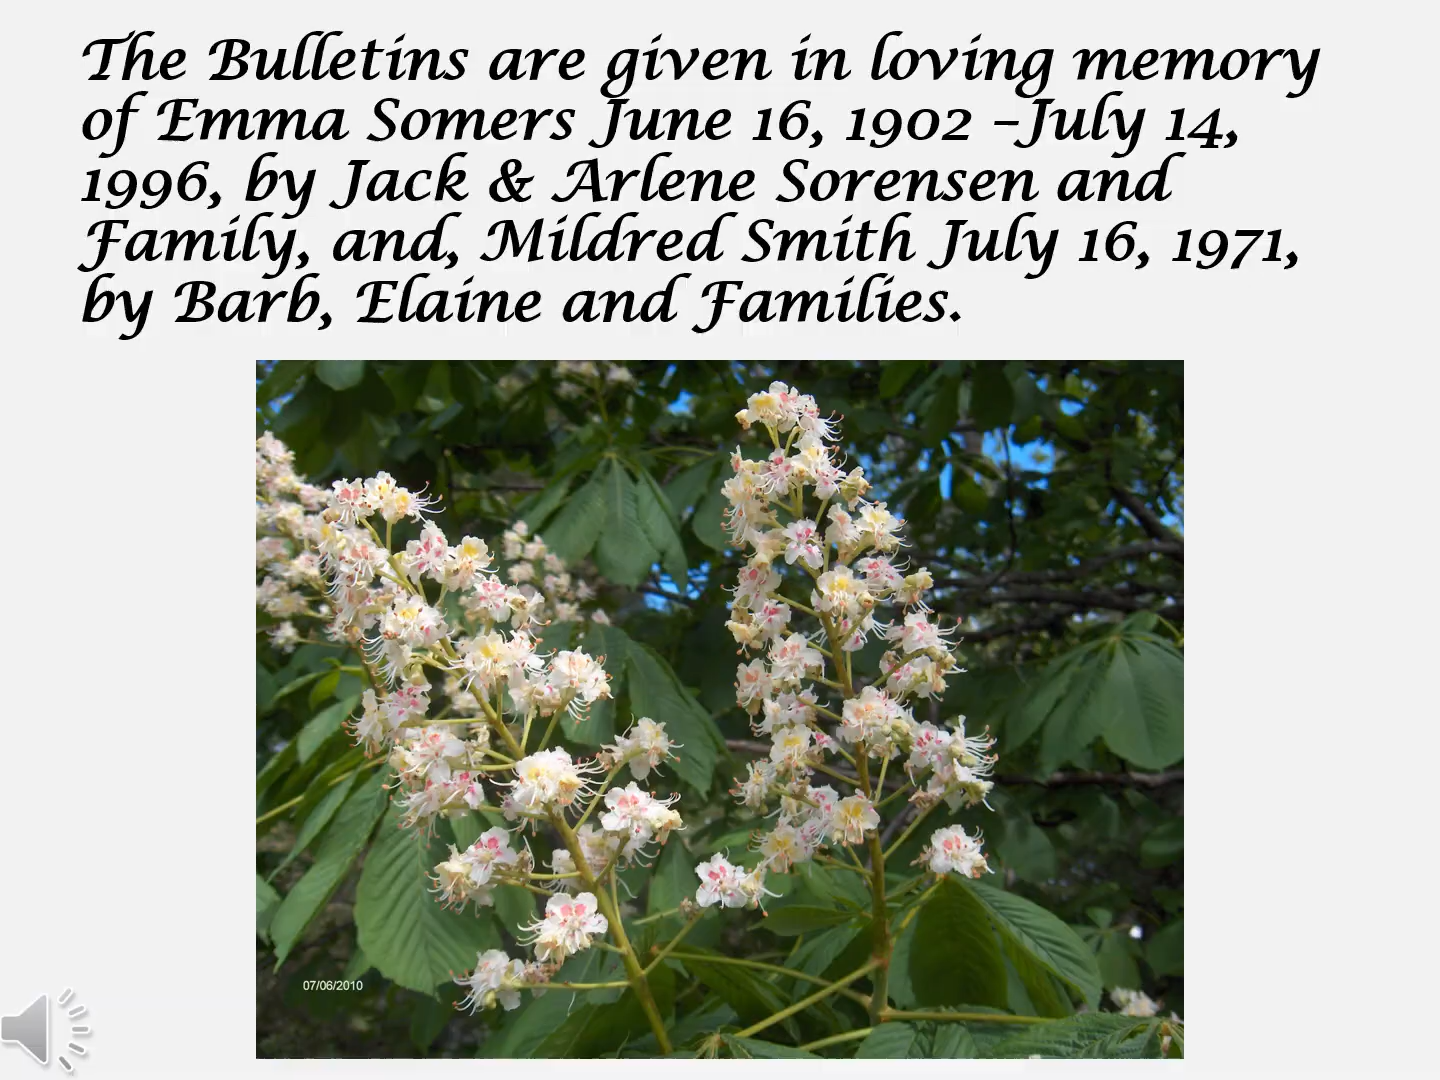 The Bulletins are given in loving memory
of Emma Somers June 16, 1902 –July 14,
1996, by Jack & Arlene Sorensen and
Family, and, Mildred Smith July 16, 1971,
by Barb, Elaine and Families.
07/06/2010